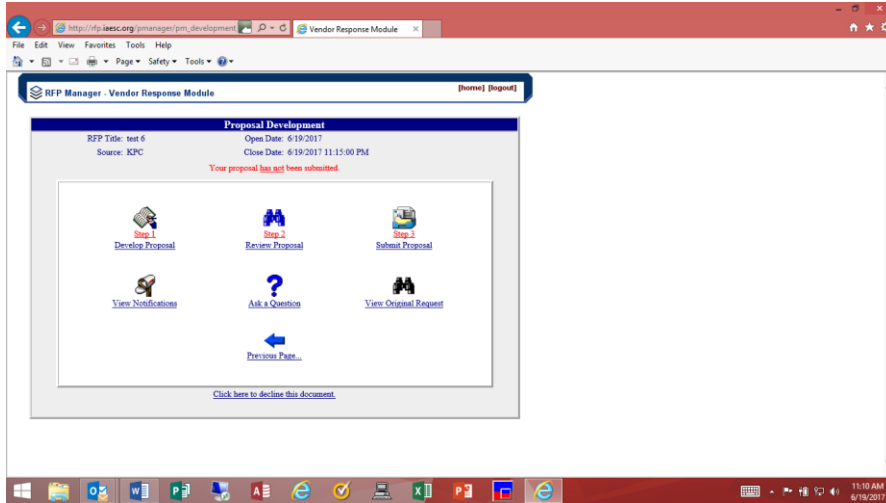 http://rfp.iaesc.org/pmanager/pm_development
Vendor Response Module
File Edit View Favorites Tools Help
Page Safety Tools
RFP Manager - Vendor Response Module
[home] [logout]
Proposal Development
RFP Title: test 6 Open Date: 6/19/2017
Source: KPC Close Date: 6/19/2017 11:15:00 PM
Your proposal has not been submitted.
Step 1 Step 2 Step 3
Develop Proposal Review Proposal Submit Proposal
View Notifications Ask a Question View Original Request
Previous Page...
Click here to decline this document.
11:10 AM
6/19/2017